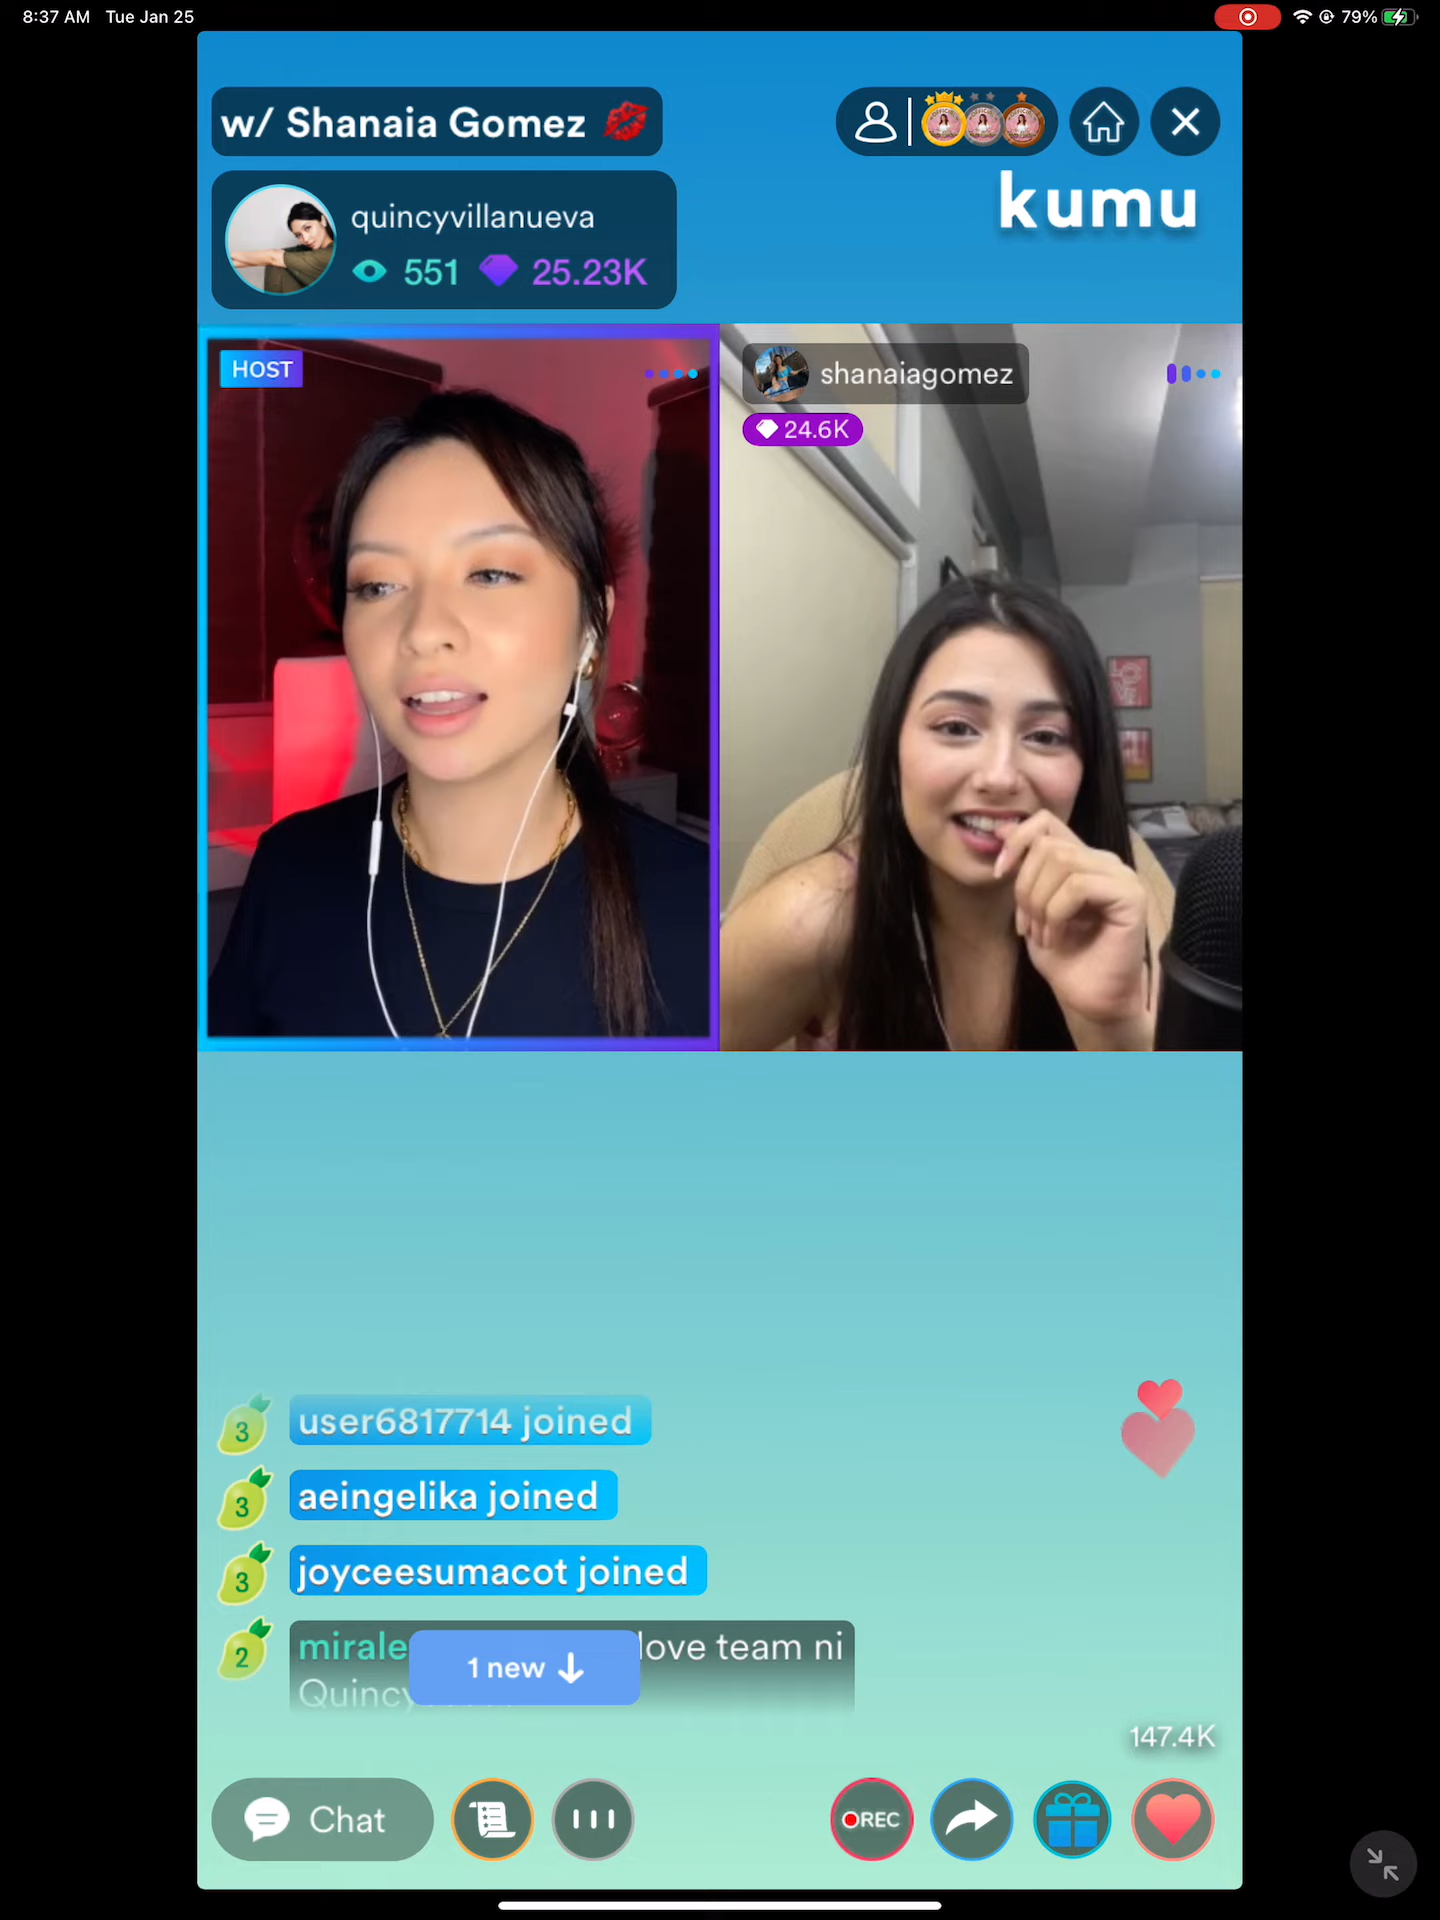 8:37 AM Tue Jan 25
79%
w/ Shanaia Gomez 💋
kumu
quincyvillanueva
551 25.23K
HOST
shanaiagomez
24.6K
3 user6817714 joined
3 aeingelika joined
3 joyceesumacot joined
2 mirale love team ni
Quincy
1 new ↓
147.4K
Chat
REC